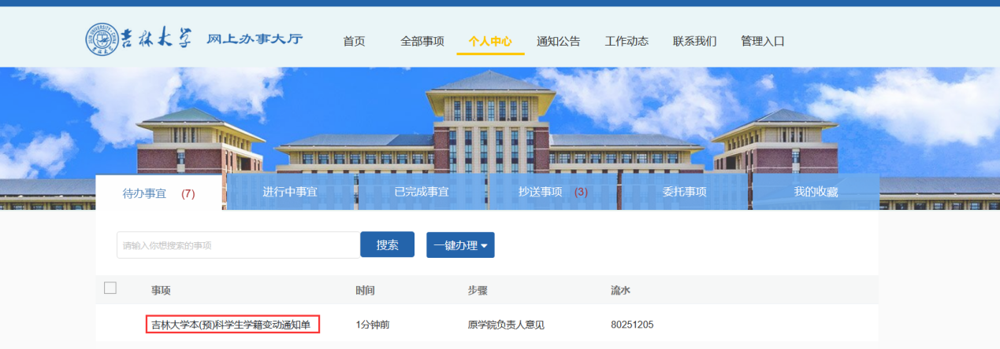 吉林大学 网上办事大厅 首页 全部事项 个人中心 通知公告 工作动态 联系我们 管理入口
待办事宜 (7) 进行中事宜 已完成事宜 抄送事项 (3) 委托事项 我的收藏
请输入你想搜索的事项 搜索 一键办理
事项 时间 步骤 流水
吉林大学本(预)科学生学籍变动通知单 1分钟前 原学院负责人意见 80251205